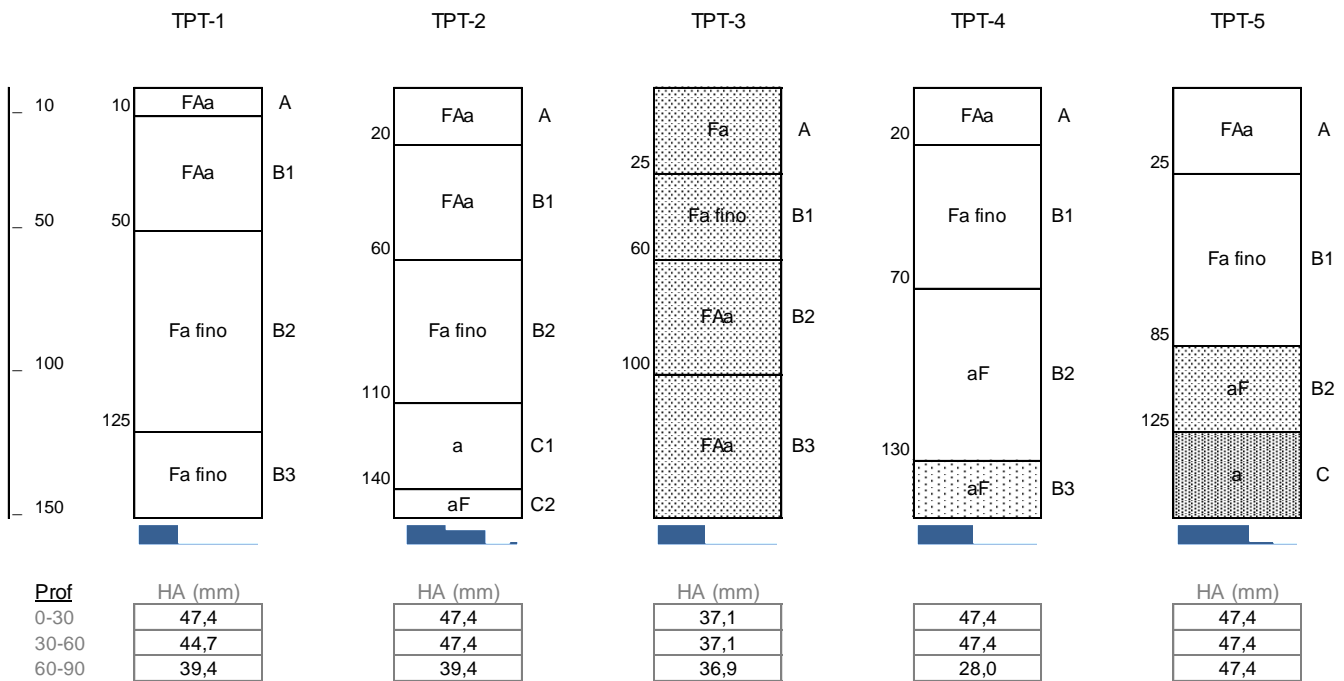 TPT-1 TPT-2 TPT-3 TPT-4 TPT-5
_ 10 10 FAa A FAa A Fa A FAa A FAa A
20 20
25 25
FAa B1 FAa B1 Fa fino B1 Fa fino B1 Fa fino B1
_ 50 50
60 60
70
Fa fino B2 Fa fino B2 FAa B2 aF B2 aF B2
85
_ 100 100
110
125 125
Fa fino B3 a C1 FAa B3 aF B3 a C
130
140
aF C2
_ 150
Prof HA (mm) HA (mm) HA (mm) HA (mm)
0-30 47,4 47,4 37,1 47,4 47,4
30-60 44,7 47,4 37,1 47,4 47,4
60-90 39,4 39,4 36,9 28,0 47,4